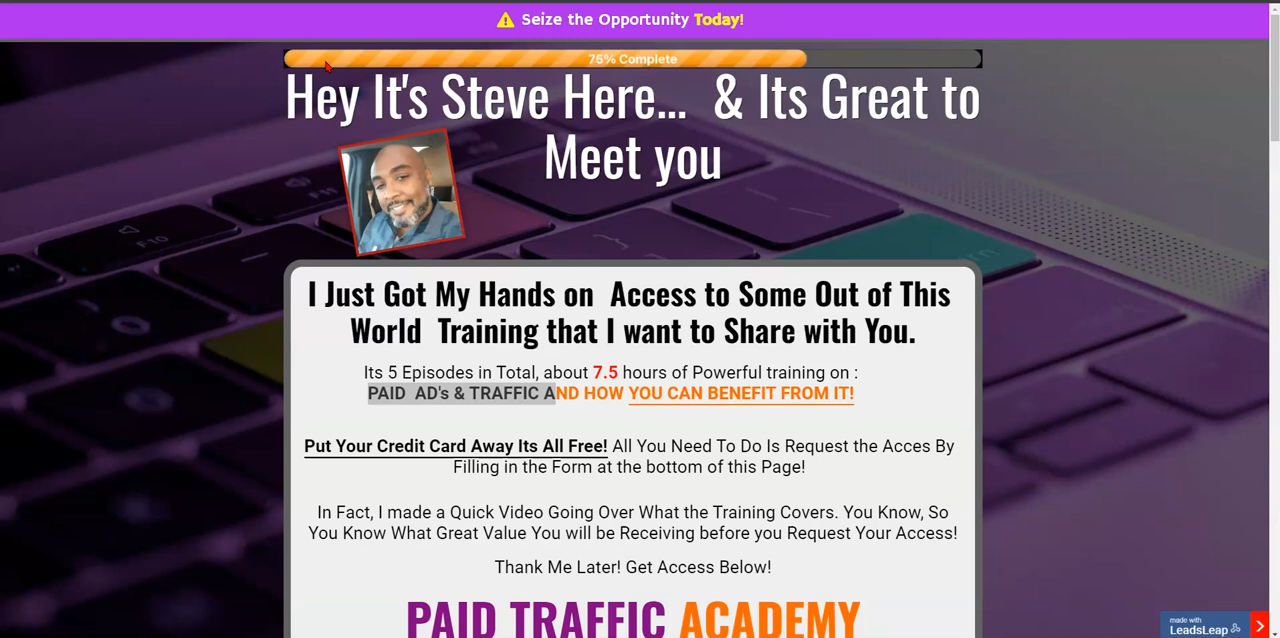 Seize the Opportunity Today!
75% Complete
Hey It's Steve Here... & Its Great to
Meet you
I Just Got My Hands on Access to Some Out of This
World Training that I want to Share with You.
Its 5 Episodes in Total, about 7.5 hours of Powerful training on :
PAID AD's & TRAFFIC AND HOW YOU CAN BENEFIT FROM IT!
Put Your Credit Card Away Its All Free! All You Need To Do Is Request the Acces By
Filling in the Form at the bottom of this Page!
In Fact, I made a Quick Video Going Over What the Training Covers. You Know, So
You Know What Great Value You will be Receiving before you Request Your Access!
Thank Me Later! Get Access Below!
PAID TRAFFIC ACADEMY
made with
LeadsLeap
F10